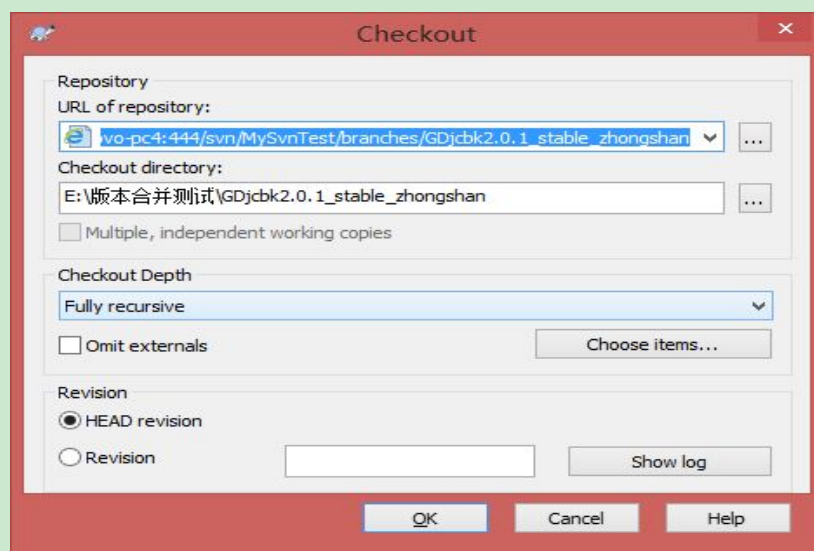 Checkout
Repository
URL of repository:
vo-pc4:444/svn/MySvnTest/branches/GDjcbk2.0.1_stable_zhongshan
...
Checkout directory:
E:\版本合并测试\GDjcbk2.0.1_stable_zhongshan
...
Multiple, independent working copies
Checkout Depth
Fully recursive
Omit externals
Choose items...
Revision
HEAD revision
Revision
Show log
OK
Cancel
Help